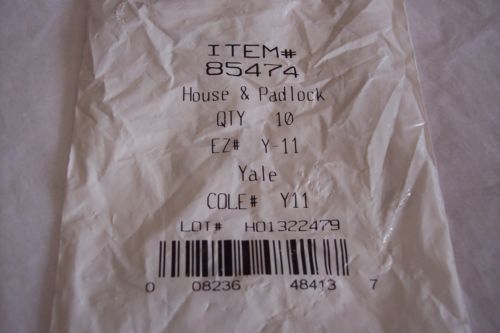 ITEM#
85474
House & Padlock
QTY 10
EZ# Y-11
Yale
COLE# Y11
LOT# H01322479
0 08236 48413 7